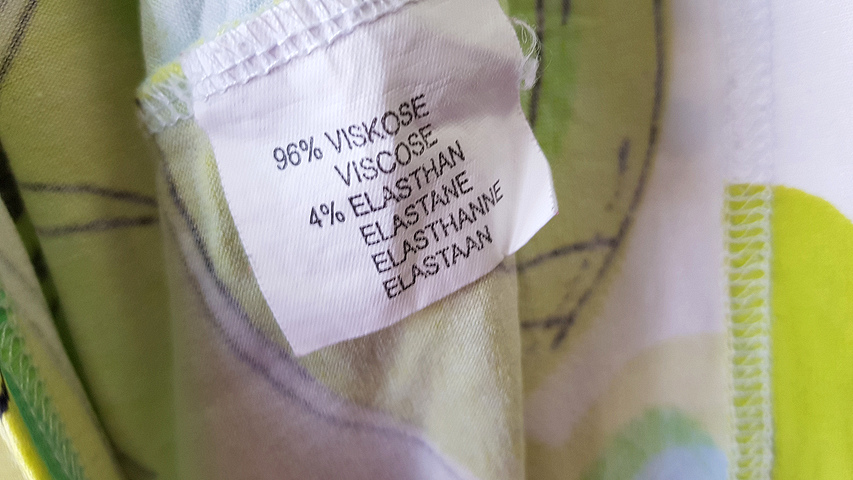 96% VISKOSE
VISCOSE
4% ELASTHAN
ELASTANE
ELASTHANNE
ELASTAAN